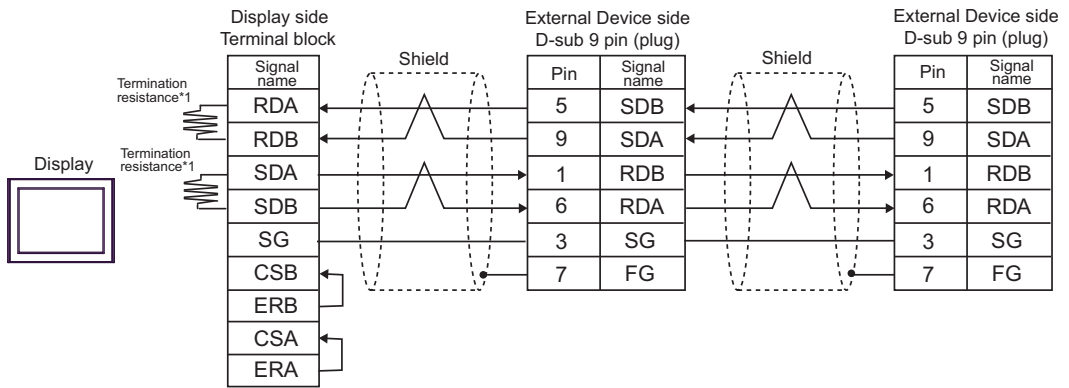 Display side
Terminal block
External Device side
D-sub 9 pin (plug)
External Device side
D-sub 9 pin (plug)
Shield
Shield
Signal
name
Pin
Signal
name
Pin
Signal
name
Termination
resistance*1
RDA
5
SDB
5
SDB
RDB
9
SDA
9
SDA
Display
Termination
resistance*1
SDA
1
RDB
1
RDB
SDB
6
RDA
6
RDA
SG
3
SG
3
SG
CSB
7
FG
7
FG
ERB
CSA
ERA